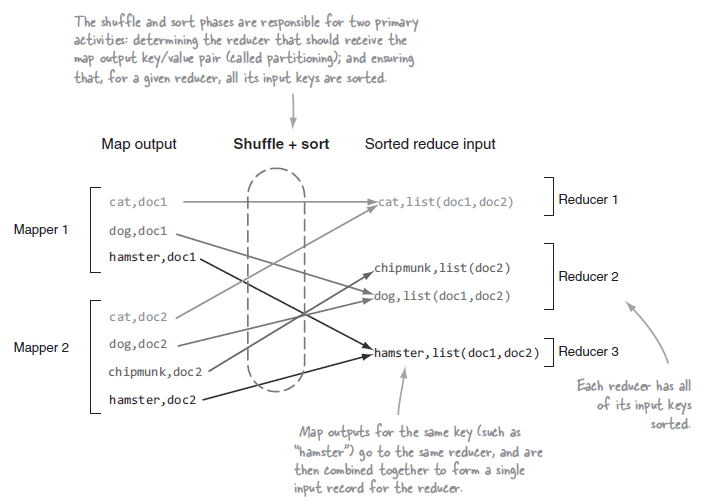 The shuffle and sort phases are responsible for two primary
activities: determining the reducer that should receive the
map output key/value pair (called partitioning); and ensuring
that, for a given reducer, all its input keys are sorted.
Map output
Shuffle + sort
Sorted reduce input
Mapper 1
cat,doc1
dog,doc1
hamster,doc1
Mapper 2
cat,doc2
dog,doc2
chipmunk,doc2
hamster,doc2
cat,list(doc1,doc2)
Reducer 1
chipmunk,list(doc2)
dog,list(doc1,doc2)
Reducer 2
hamster,list(doc1,doc2)
Reducer 3
Each reducer has all
of its input keys
sorted.
Map outputs for the same key (such as
"hamster") go to the same reducer, and are
then combined together to form a single
input record for the reducer.